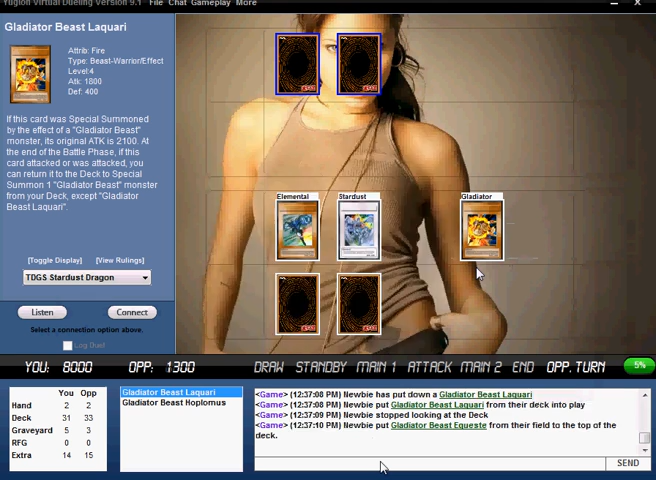 Yugioh Virtual Dueling Version 9.1 File Chat Gameplay More
Gladiator Beast Laquari
Attrib: Fire
Type: Beast-Warrior/Effect
Level:4
Atk: 1800
Def: 400
If this card was Special Summoned
by the effect of a "Gladiator Beast"
monster, its original ATK is 2100. At
the end of the Battle Phase, if this
card attacked or was attacked, you
can return it to the Deck to Special
Summon 1 "Gladiator Beast" monster
from your Deck, except "Gladiator
Beast Laquari".
[Toggle Display] [View Rulings]
TDGS Stardust Dragon
Listen Connect
Select a connection option above.
Log Duel
Elemental Stardust Gladiator
YOU: 8000 OPP: 1300 DRAW STANDBY MAIN 1 ATTACK MAIN 2 END OPP. TURN 5%
You Opp
Hand 2 2
Deck 31 33
Graveyard 5 3
RFG 0 0
Extra 14 15
Gladiator Beast Laquari
Gladiator Beast Hoplomus
<Game> (12:37:08 PM) Newbie has put down a Gladiator Beast Laquari
<Game> (12:37:08 PM) Newbie put Gladiator Beast Laquari from their deck into play
<Game> (12:37:09 PM) Newbie stopped looking at the Deck
<Game> (12:37:10 PM) Newbie put Gladiator Beast Equeste from their field to the top of the
deck.
SEND